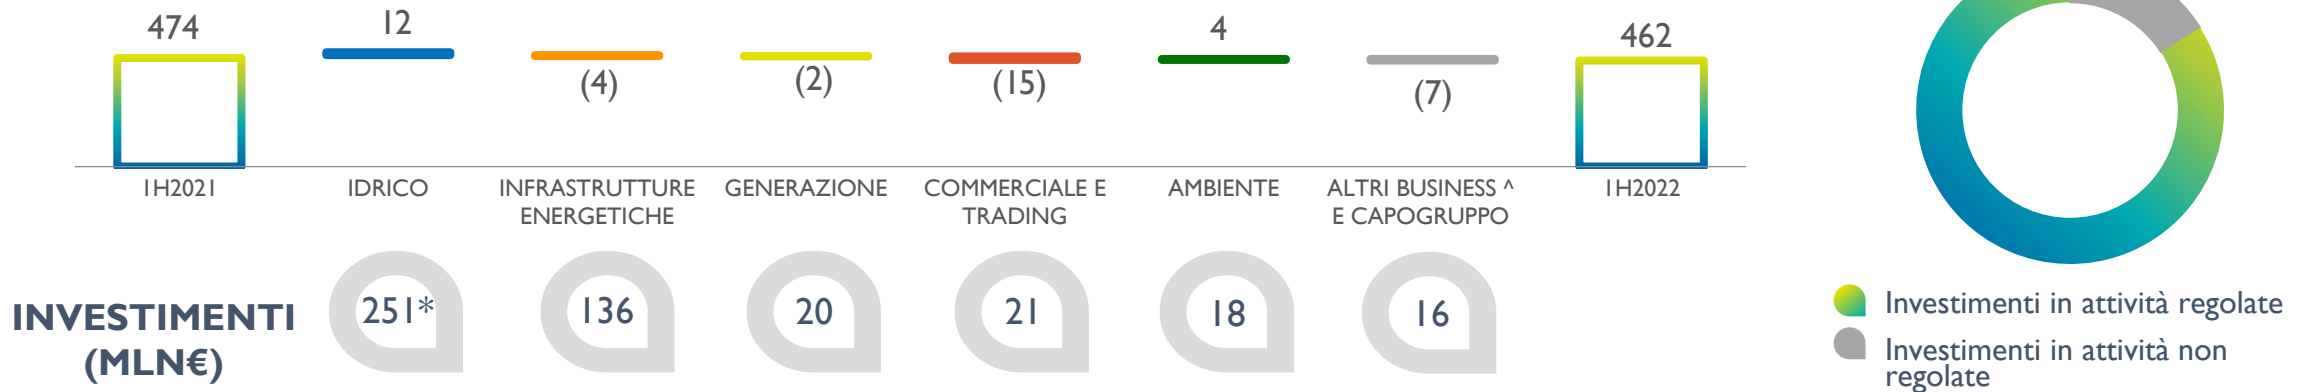 474
12
(4)
(2)
(15)
4
(7)
462
1H2021
IDRICO
INFRASTRUTTURE
ENERGETICHE
GENERAZIONE
COMMERCIALE E
TRADING
AMBIENTE
ALTRI BUSINESS ^
E CAPOGRUPPO
1H2022
INVESTIMENTI
(MLN€)
251*
136
20
21
18
16
Investimenti in attività regolate
Investimenti in attività non
regolate